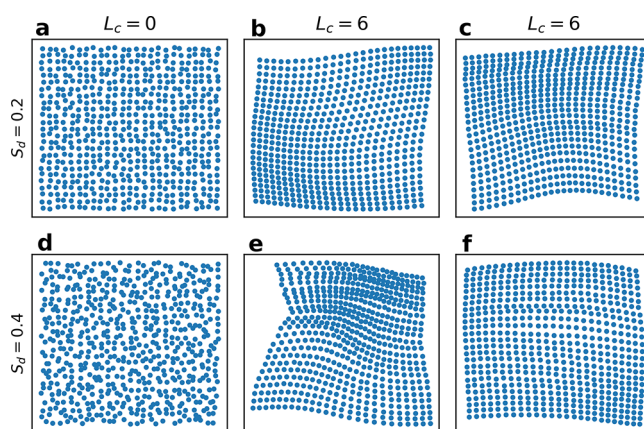 L_c = 0
L_c = 6
L_c = 6
a
b
c
S_d = 0.2
d
e
f
S_d = 0.4